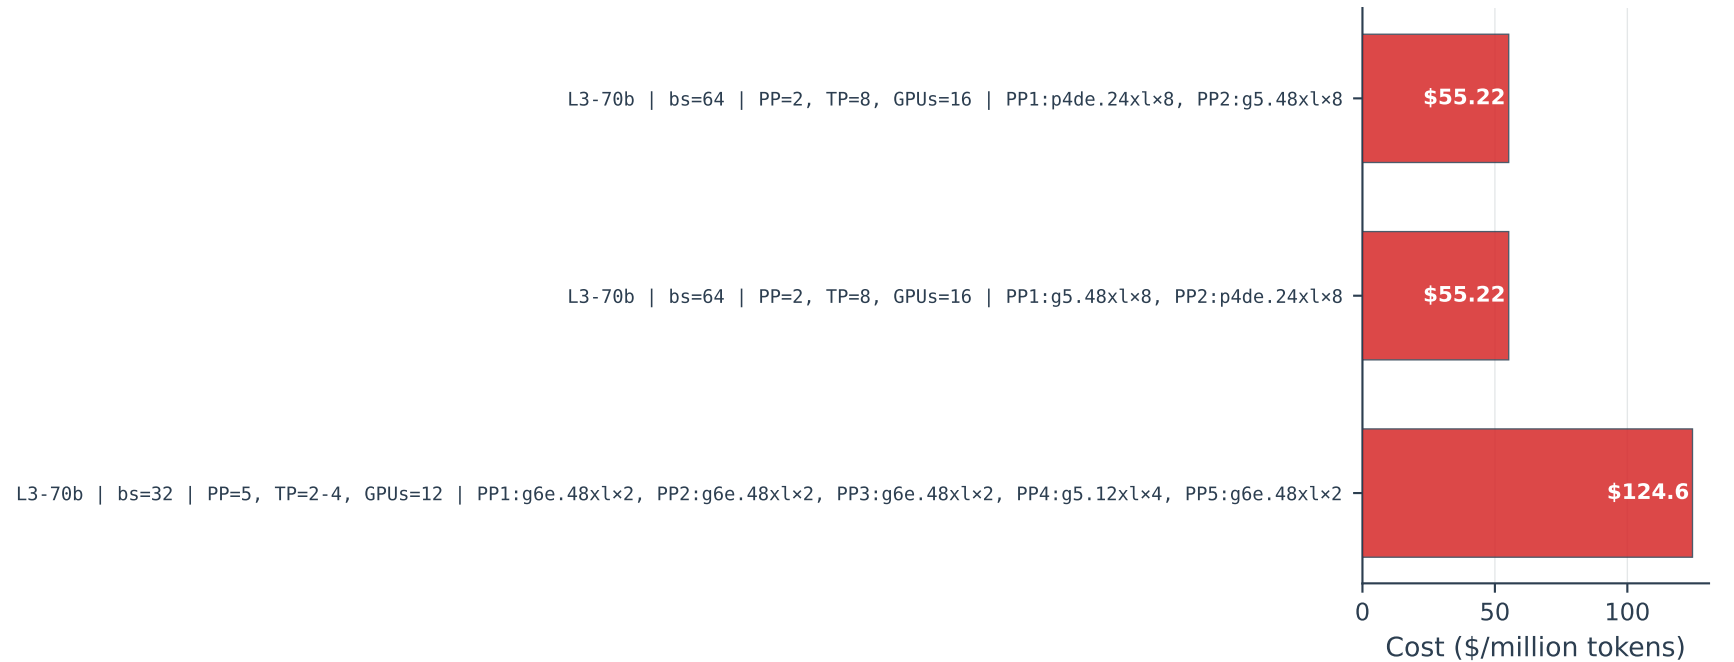 L3-70b | bs=64 | PP=2, TP=8, GPUs=16 | PP1:p4de.24xl×8, PP2:g5.48xl×8
$55.22
L3-70b | bs=64 | PP=2, TP=8, GPUs=16 | PP1:g5.48xl×8, PP2:p4de.24xl×8
$55.22
L3-70b | bs=32 | PP=5, TP=2-4, GPUs=12 | PP1:g6e.48xl×2, PP2:g6e.48xl×2, PP3:g6e.48xl×2, PP4:g5.12xl×4, PP5:g6e.48xl×2
$124.6
0 50 100
Cost ($/million tokens)